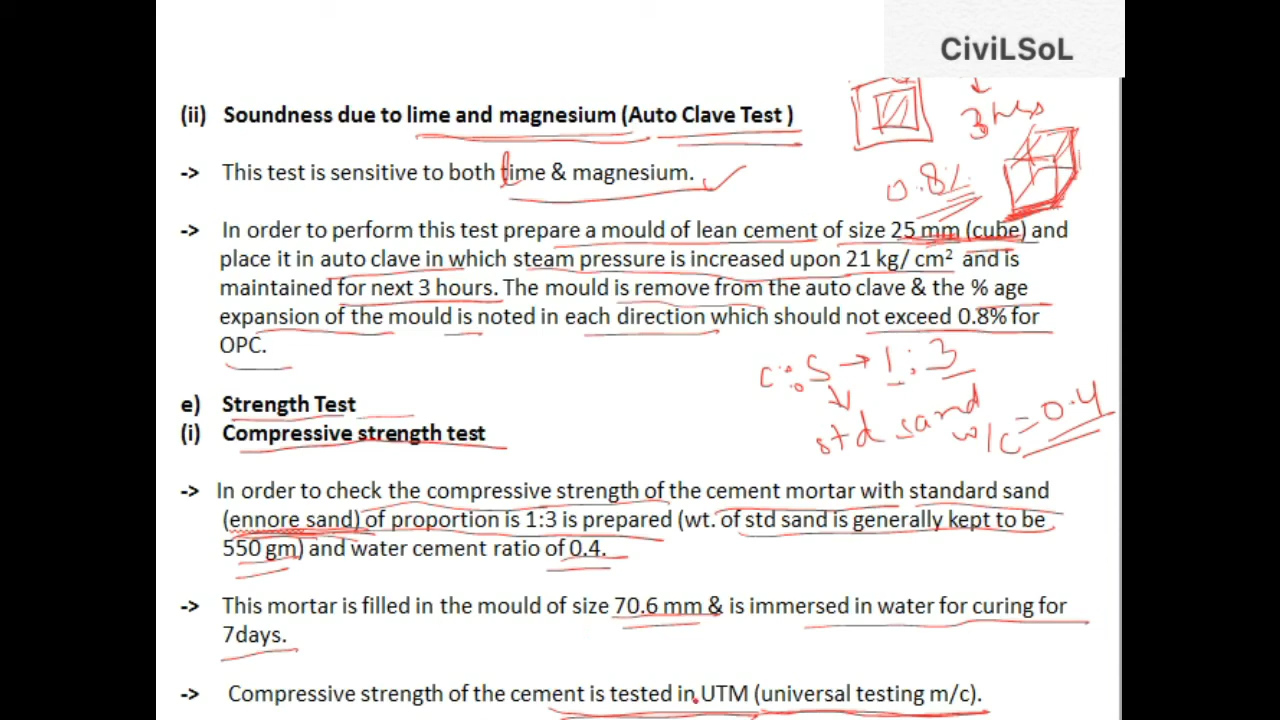 CiviLSoL
(ii) Soundness due to lime and magnesium (Auto Clave Test )
3 hrs
-> This test is sensitive to both lime & magnesium.
0.8%
-> In order to perform this test prepare a mould of lean cement of size 25 mm (cube) and
place it in auto clave in which steam pressure is increased upon 21 kg/ cm² and is
maintained for next 3 hours. The mould is remove from the auto clave & the % age
expansion of the mould is noted in each direction which should not exceed 0.8% for
OPC.
C:S → 1:3
e) Strength Test
std sand
w/c = 0.4
(i) Compressive strength test
-> In order to check the compressive strength of the cement mortar with standard sand
(ennore sand) of proportion is 1:3 is prepared (wt. of std sand is generally kept to be
550 gm) and water cement ratio of 0.4.
-> This mortar is filled in the mould of size 70.6 mm & is immersed in water for curing for
7days.
-> Compressive strength of the cement is tested in UTM (universal testing m/c).